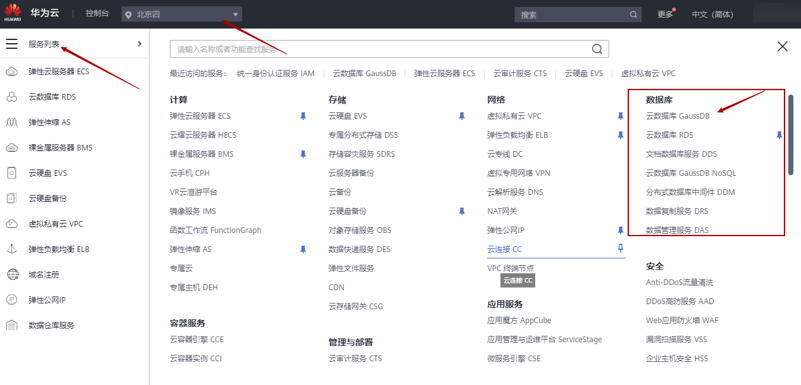 HUAWEI
华为云
控制台
北京四
搜索
更多
中文（简体）
服务列表
弹性云服务器 ECS
云数据库 RDS
弹性伸缩 AS
裸金属服务器 BMS
云硬盘 EVS
云硬盘备份
虚拟私有云 VPC
弹性负载均衡 ELB
域名注册
弹性公网IP
数据仓库服务
请输入名称或者功能查找服务
最近访问的服务： 统一身份认证服务 IAM 云数据库 GaussDB 弹性云服务器 ECS 云审计服务 CTS 云硬盘 EVS 虚拟私有云 VPC
计算
弹性云服务器 ECS
云耀云服务器 HECS
裸金属服务器 BMS
云手机 CPH
VR云渲游平台
镜像服务 IMS
函数工作流 FunctionGraph
弹性伸缩 AS
专属云
专属主机 DEH
容器服务
云容器引擎 CCE
云容器实例 CCI
存储
云硬盘 EVS
专属分布式存储 DSS
存储容灾服务 SDRS
云服务器备份
云备份
云硬盘备份
对象存储服务 OBS
数据快递服务 DES
弹性文件服务
CDN
云存储网关 CSG
管理与部署
云审计服务 CTS
网络
虚拟私有云 VPC
弹性负载均衡 ELB
云专线 DC
虚拟专用网络 VPN
云解析服务 DNS
NAT网关
弹性公网IP
云连接 CC
VPC 终端节点
云连接 CC
应用服务
应用魔方 AppCube
应用管理与运维平台 ServiceStage
微服务引擎 CSE
数据库
云数据库 GaussDB
云数据库 RDS
文档数据库服务 DDS
云数据库 GaussDB NoSQL
分布式数据库中间件 DDM
数据复制服务 DRS
数据管理服务 DAS
安全
Anti-DDoS流量清洗
DDoS高防服务 AAD
Web应用防火墙 WAF
漏洞扫描服务 VSS
企业主机安全 HSS